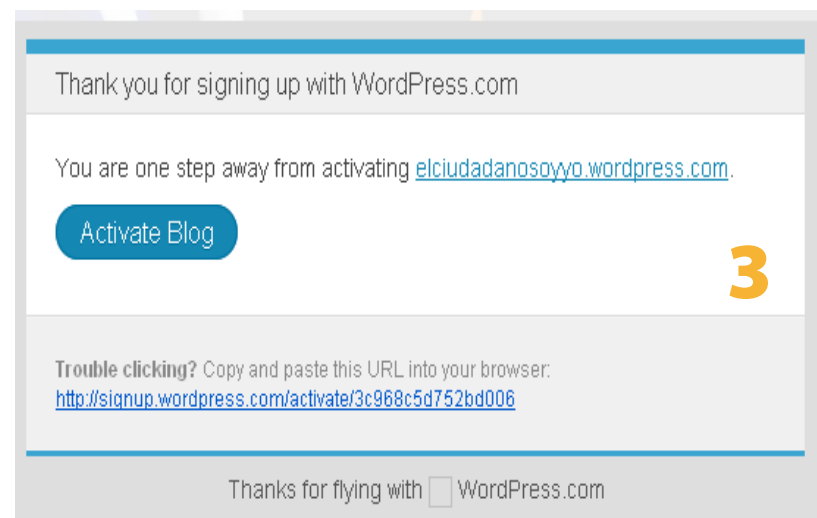 Thank you for signing up with WordPress.com
You are one step away from activating elciudadanosoyyo.wordpress.com.
Activate Blog
3
Trouble clicking? Copy and paste this URL into your browser:
http://signup.wordpress.com/activate/3c968c5d752bd006
Thanks for flying with WordPress.com